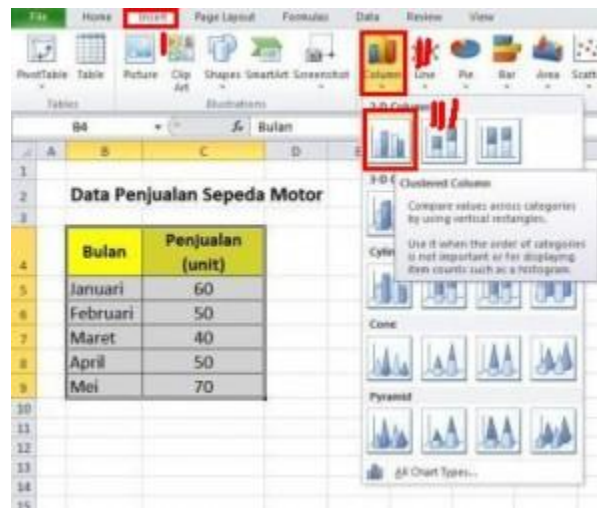 File Home Insert Page Layout Formulas Data Review View
PivotTable Table Picture Clip Art Shapes SmartArt Screenshot Column Line Pie Bar Area
Tables Illustrations
2-D Column
B4 fx Bulan
A B C D
1
2 Data Penjualan Sepeda Motor
3
Clustered Column
Compare values across categories
by using vertical rectangles.
Use it when the order of categories
is not important or for displaying
item counts such as a histogram.
4 Bulan Penjualan
(unit)
5 Januari 60
6 Februari 50
7 Maret 40
8 April 50
9 Mei 70
10
11
12
13
14
15
Cone
Pyramid
All Chart Types...